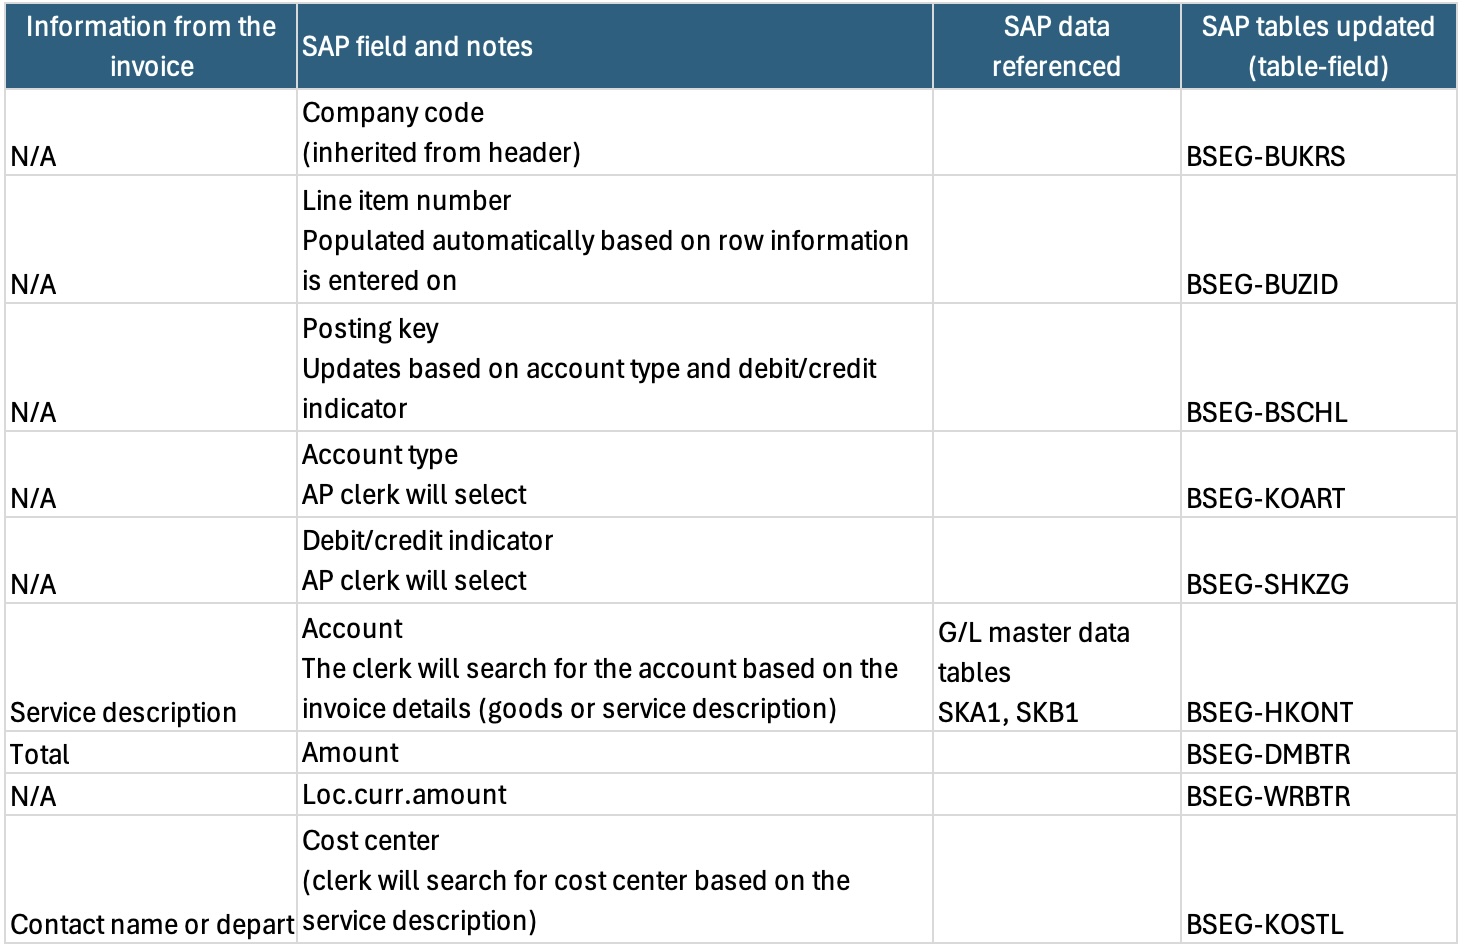 Information from the
invoice
SAP field and notes
SAP data
referenced
SAP tables updated
(table-field)
N/A
Company code
(inherited from header)
BSEG-BUKRS
N/A
Line item number
Populated automatically based on row information
is entered on
BSEG-BUZID
N/A
Posting key
Updates based on account type and debit/credit
indicator
BSEG-BSCHL
N/A
Account type
AP clerk will select
BSEG-KOART
N/A
Debit/credit indicator
AP clerk will select
BSEG-SHKZG
Service description
Account
The clerk will search for the account based on the
invoice details (goods or service description)
G/L master data
tables
SKA1, SKB1
BSEG-HKONT
Total
Amount
BSEG-DMBTR
N/A
Loc.curr.amount
BSEG-WRBTR
Contact name or depart
Cost center
(clerk will search for cost center based on the
service description)
BSEG-KOSTL